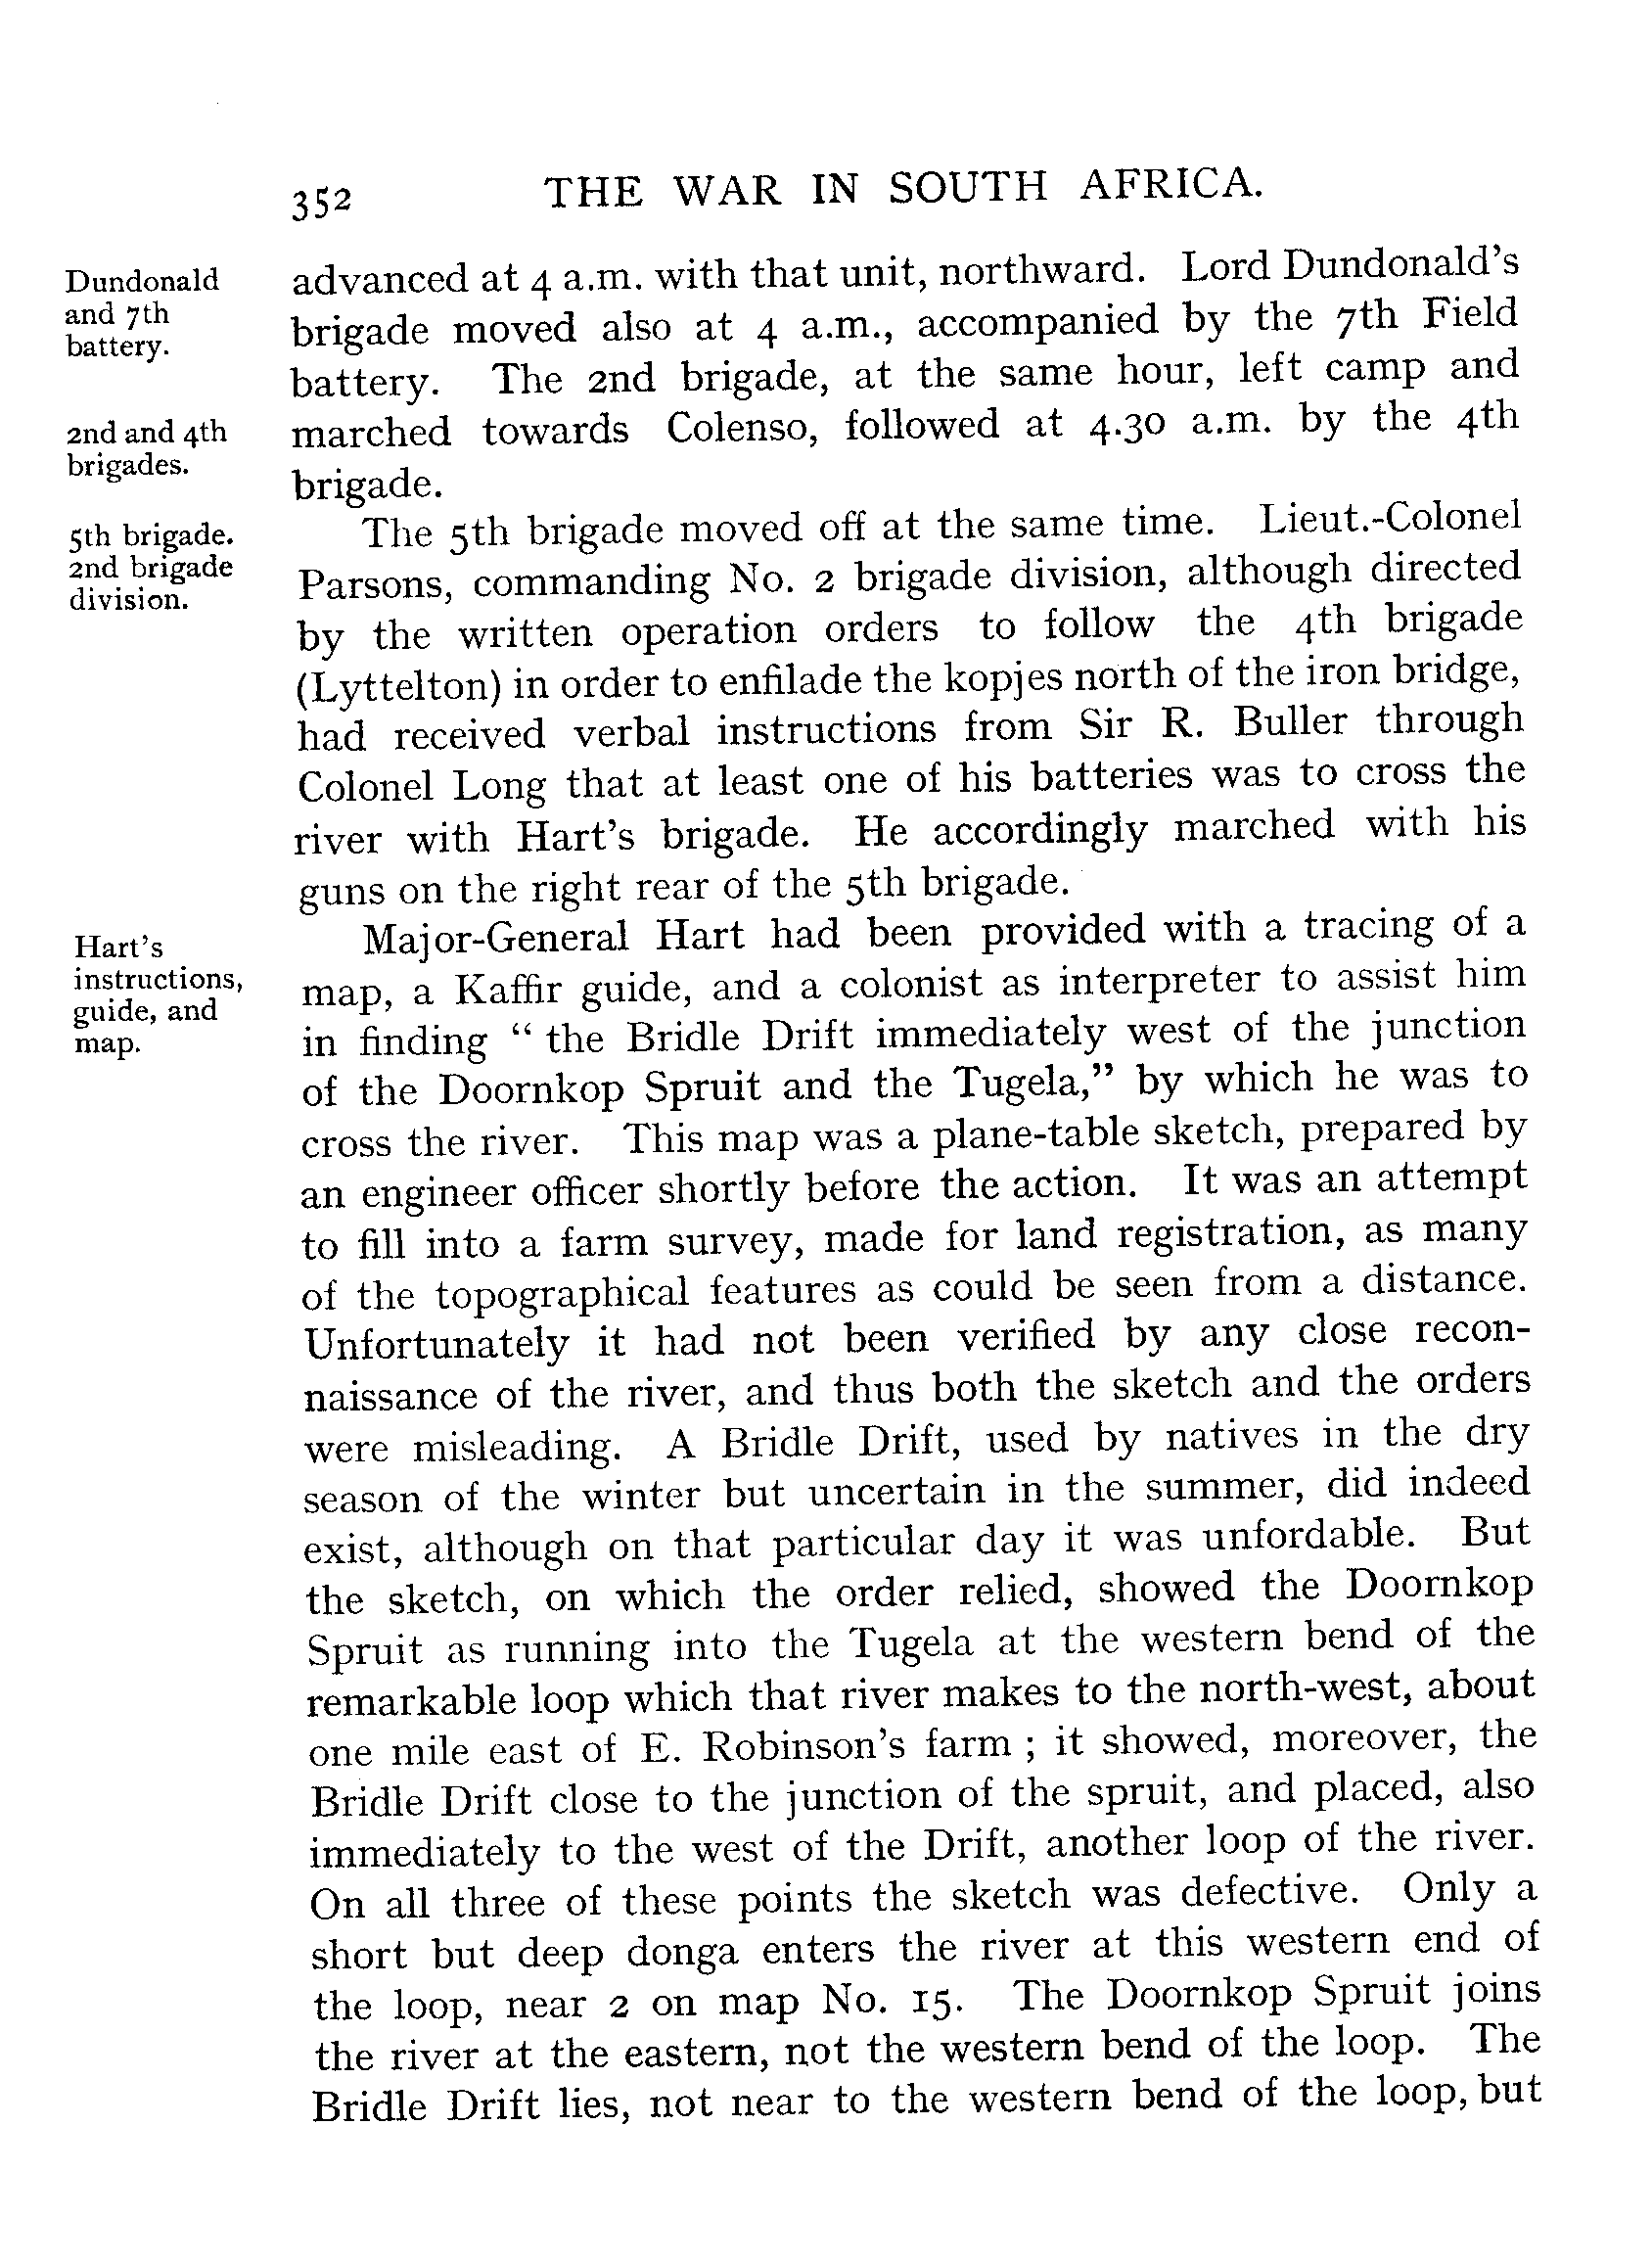 352 THE WAR IN SOUTH AFRICA.
Dundonald
and 7th
battery.
advanced at 4 a.m. with that unit, northward. Lord Dundonald's
brigade moved also at 4 a.m., accompanied by the 7th Field
battery. The 2nd brigade, at the same hour, left camp and
2nd and 4th
brigades.
marched towards Colenso, followed at 4.30 a.m. by the 4th
brigade.
5th brigade.
2nd brigade
division.
The 5th brigade moved off at the same time. Lieut.-Colonel
Parsons, commanding No. 2 brigade division, although directed
by the written operation orders to follow the 4th brigade
(Lyttelton) in order to enfilade the kopjes north of the iron bridge,
had received verbal instructions from Sir R. Buller through
Colonel Long that at least one of his batteries was to cross the
river with Hart's brigade. He accordingly marched with his
guns on the right rear of the 5th brigade.
Hart's
instructions,
guide, and
map.
Major-General Hart had been provided with a tracing of a
map, a Kaffir guide, and a colonist as interpreter to assist him
in finding " the Bridle Drift immediately west of the junction
of the Doornkop Spruit and the Tugela," by which he was to
cross the river. This map was a plane-table sketch, prepared by
an engineer officer shortly before the action. It was an attempt
to fill into a farm survey, made for land registration, as many
of the topographical features as could be seen from a distance.
Unfortunately it had not been verified by any close recon-
naissance of the river, and thus both the sketch and the orders
were misleading. A Bridle Drift, used by natives in the dry
season of the winter but uncertain in the summer, did indeed
exist, although on that particular day it was unfordable. But
the sketch, on which the order relied, showed the Doornkop
Spruit as running into the Tugela at the western bend of the
remarkable loop which that river makes to the north-west, about
one mile east of E. Robinson's farm ; it showed, moreover, the
Bridle Drift close to the junction of the spruit, and placed, also
immediately to the west of the Drift, another loop of the river.
On all three of these points the sketch was defective. Only a
short but deep donga enters the river at this western end of
the loop, near 2 on map No. 15. The Doornkop Spruit joins
the river at the eastern, not the western bend of the loop. The
Bridle Drift lies, not near to the western bend of the loop, but